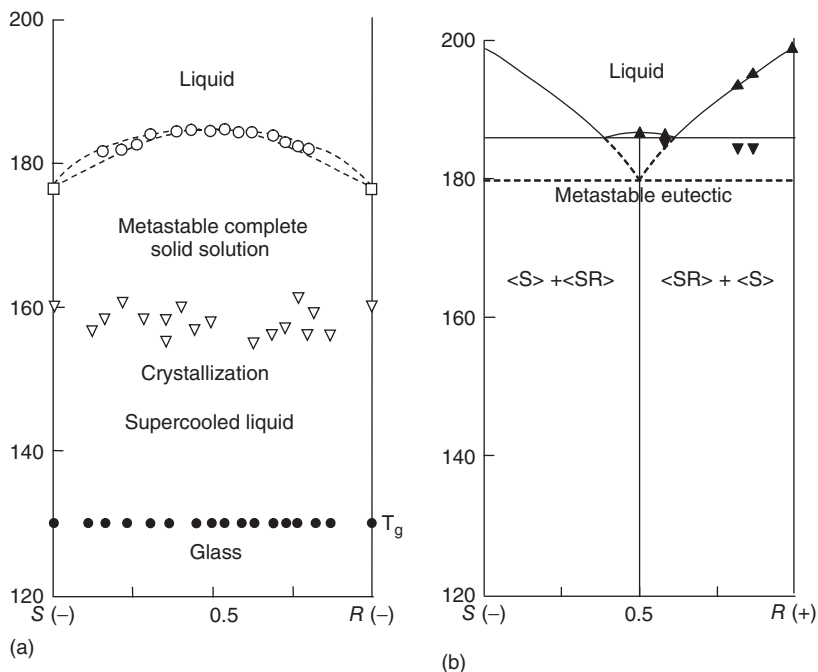 200
Liquid
180
Metastable complete
solid solution
160
Crystallization
Supercooled liquid
140
T_g
Glass
120
S (–)
0.5
R (–)
(a)
200
Liquid
180
Metastable eutectic
<S> +<SR>
<SR> + <S>
160
140
120
S (–)
0.5
R (+)
(b)